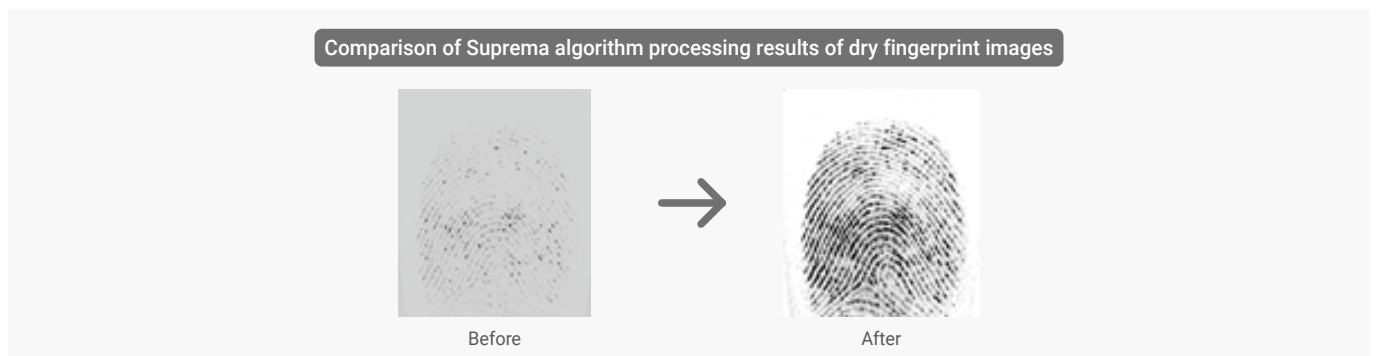 Comparison of Suprema algorithm processing results of dry fingerprint images
Before
After